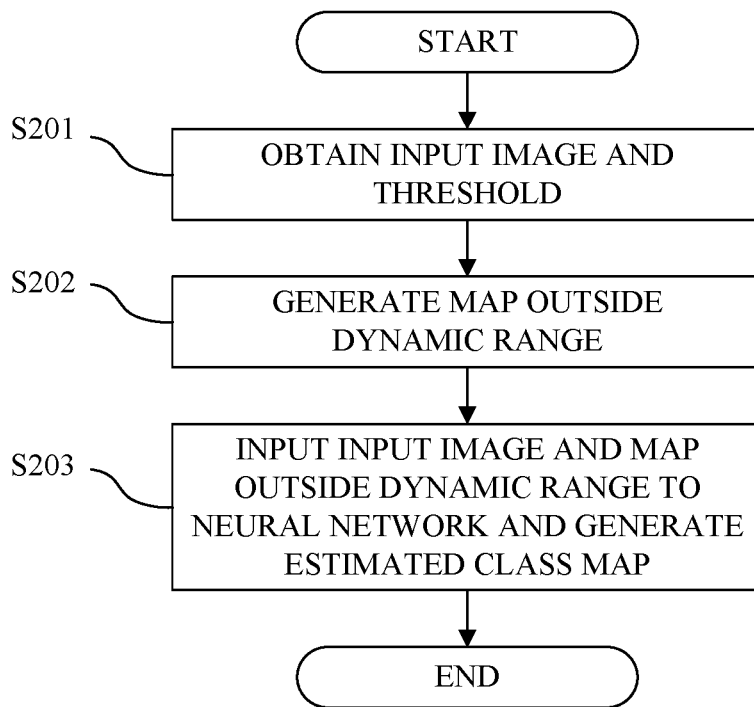 START
S201
OBTAIN INPUT IMAGE AND
THRESHOLD
S202
GENERATE MAP OUTSIDE
DYNAMIC RANGE
S203
INPUT INPUT IMAGE AND MAP
OUTSIDE DYNAMIC RANGE TO
NEURAL NETWORK AND GENERATE
ESTIMATED CLASS MAP
END